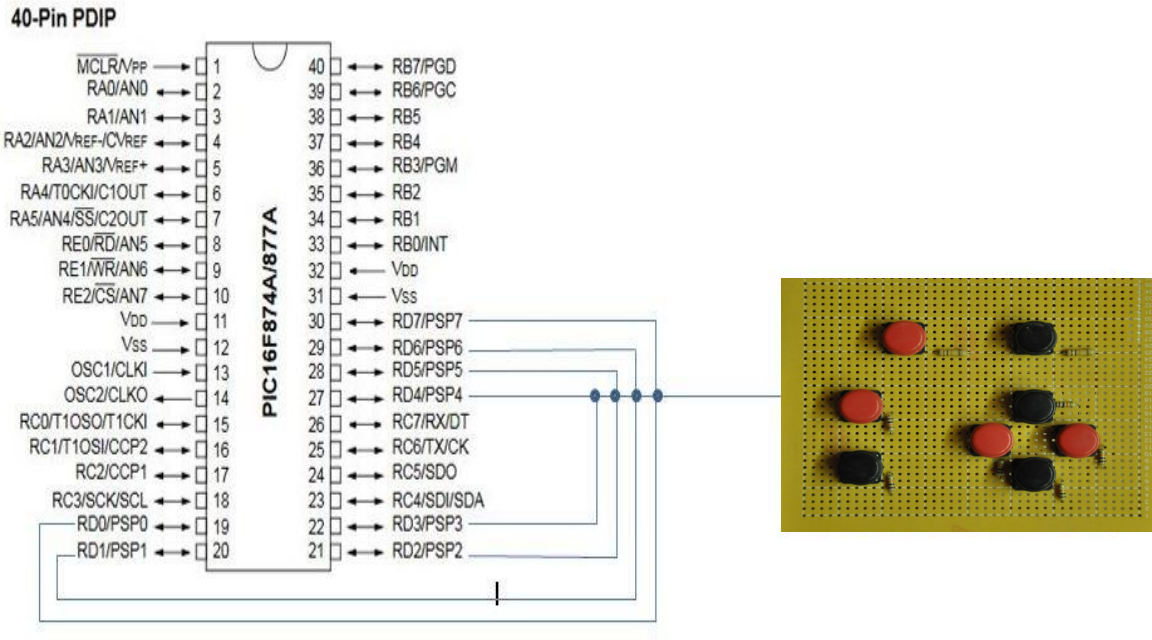 40-Pin PDIP
MCLR/VPP 1
RA0/AN0 2
RA1/AN1 3
RA2/AN2/VREF-/CVREF 4
RA3/AN3/VREF+ 5
RA4/T0CKI/C1OUT 6
RA5/AN4/SS/C2OUT 7
RE0/RD/AN5 8
RE1/WR/AN6 9
RE2/CS/AN7 10
VDD 11
VSS 12
OSC1/CLKI 13
OSC2/CLKO 14
RC0/T1OSO/T1CKI 15
RC1/T1OSI/CCP2 16
RC2/CCP1 17
RC3/SCK/SCL 18
RD0/PSP0 19
RD1/PSP1 20
PIC16F874A/877A
40 RB7/PGD
39 RB6/PGC
38 RB5
37 RB4
36 RB3/PGM
35 RB2
34 RB1
33 RB0/INT
32 VDD
31 VSS
30 RD7/PSP7
29 RD6/PSP6
28 RD5/PSP5
27 RD4/PSP4
26 RC7/RX/DT
25 RC6/TX/CK
24 RC5/SDO
23 RC4/SDI/SDA
22 RD3/PSP3
21 RD2/PSP2